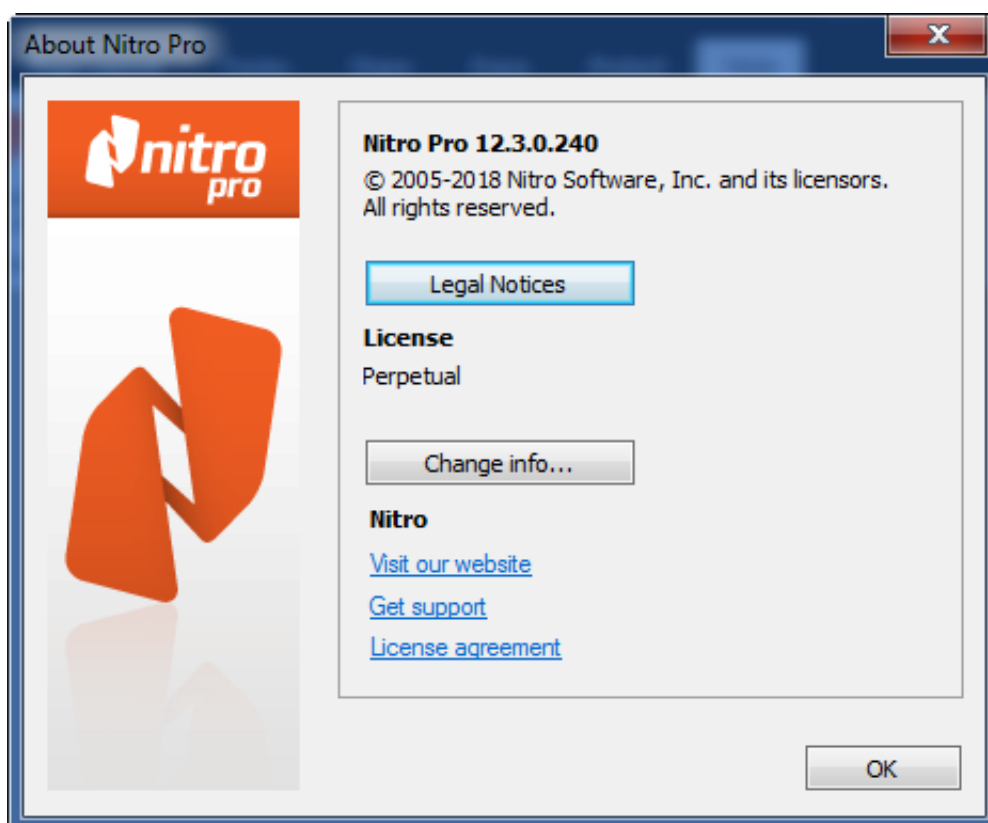 About Nitro Pro
nitro
pro
Nitro Pro 12.3.0.240
© 2005-2018 Nitro Software, Inc. and its licensors.
All rights reserved.
Legal Notices
License
Perpetual
Change info...
Nitro
Visit our website
Get support
License agreement
OK